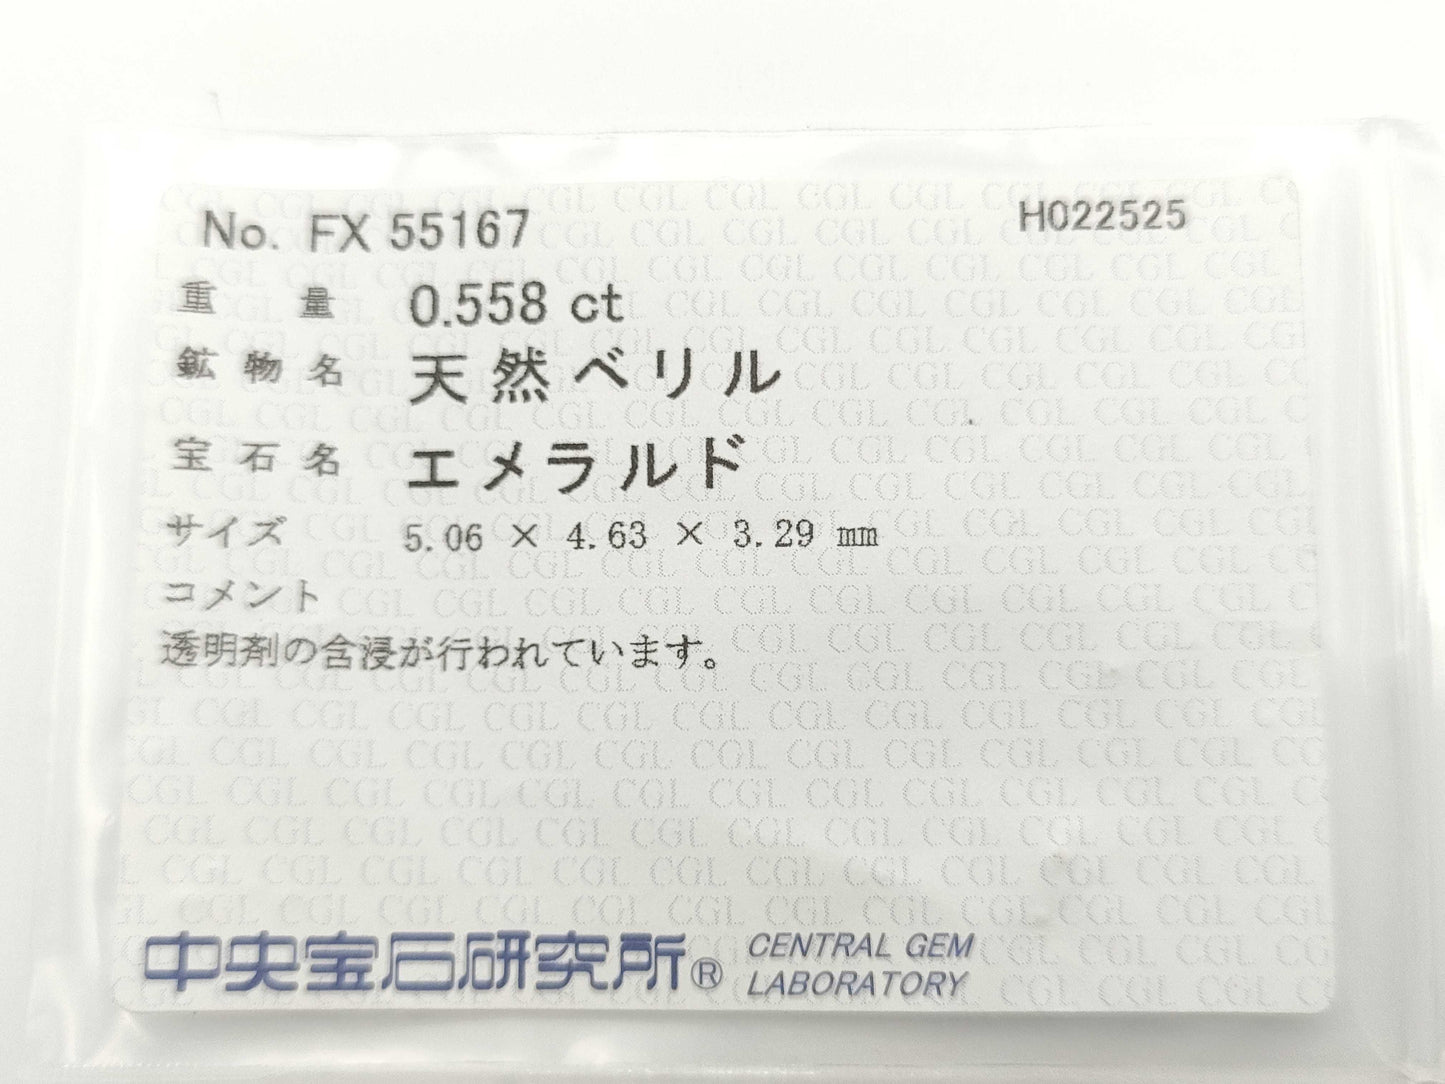 No. FX 55167 H022525
重量 0.558 ct
鉱物名 天然ベリル
宝石名 エメラルド
サイズ 5.06 × 4.63 × 3.29 mm
コメント
透明剤の含浸が行われています。
中央宝石研究所® CENTRAL GEM
LABORATORY